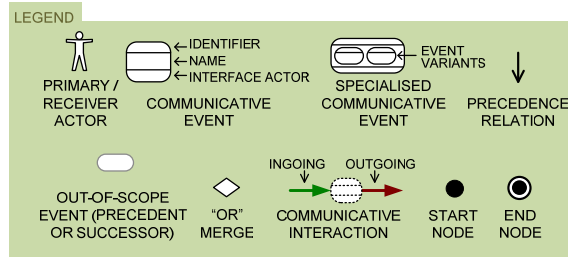 LEGEND
IDENTIFIER
NAME
INTERFACE ACTOR
EVENT
VARIANTS
PRIMARY /
RECEIVER
ACTOR
COMMUNICATIVE
EVENT
SPECIALISED
COMMUNICATIVE
EVENT
PRECEDENCE
RELATION
INGOING
OUTGOING
OUT-OF-SCOPE
EVENT (PRECEDENT
OR SUCCESSOR)
"OR"
MERGE
COMMUNICATIVE
INTERACTION
START
NODE
END
NODE